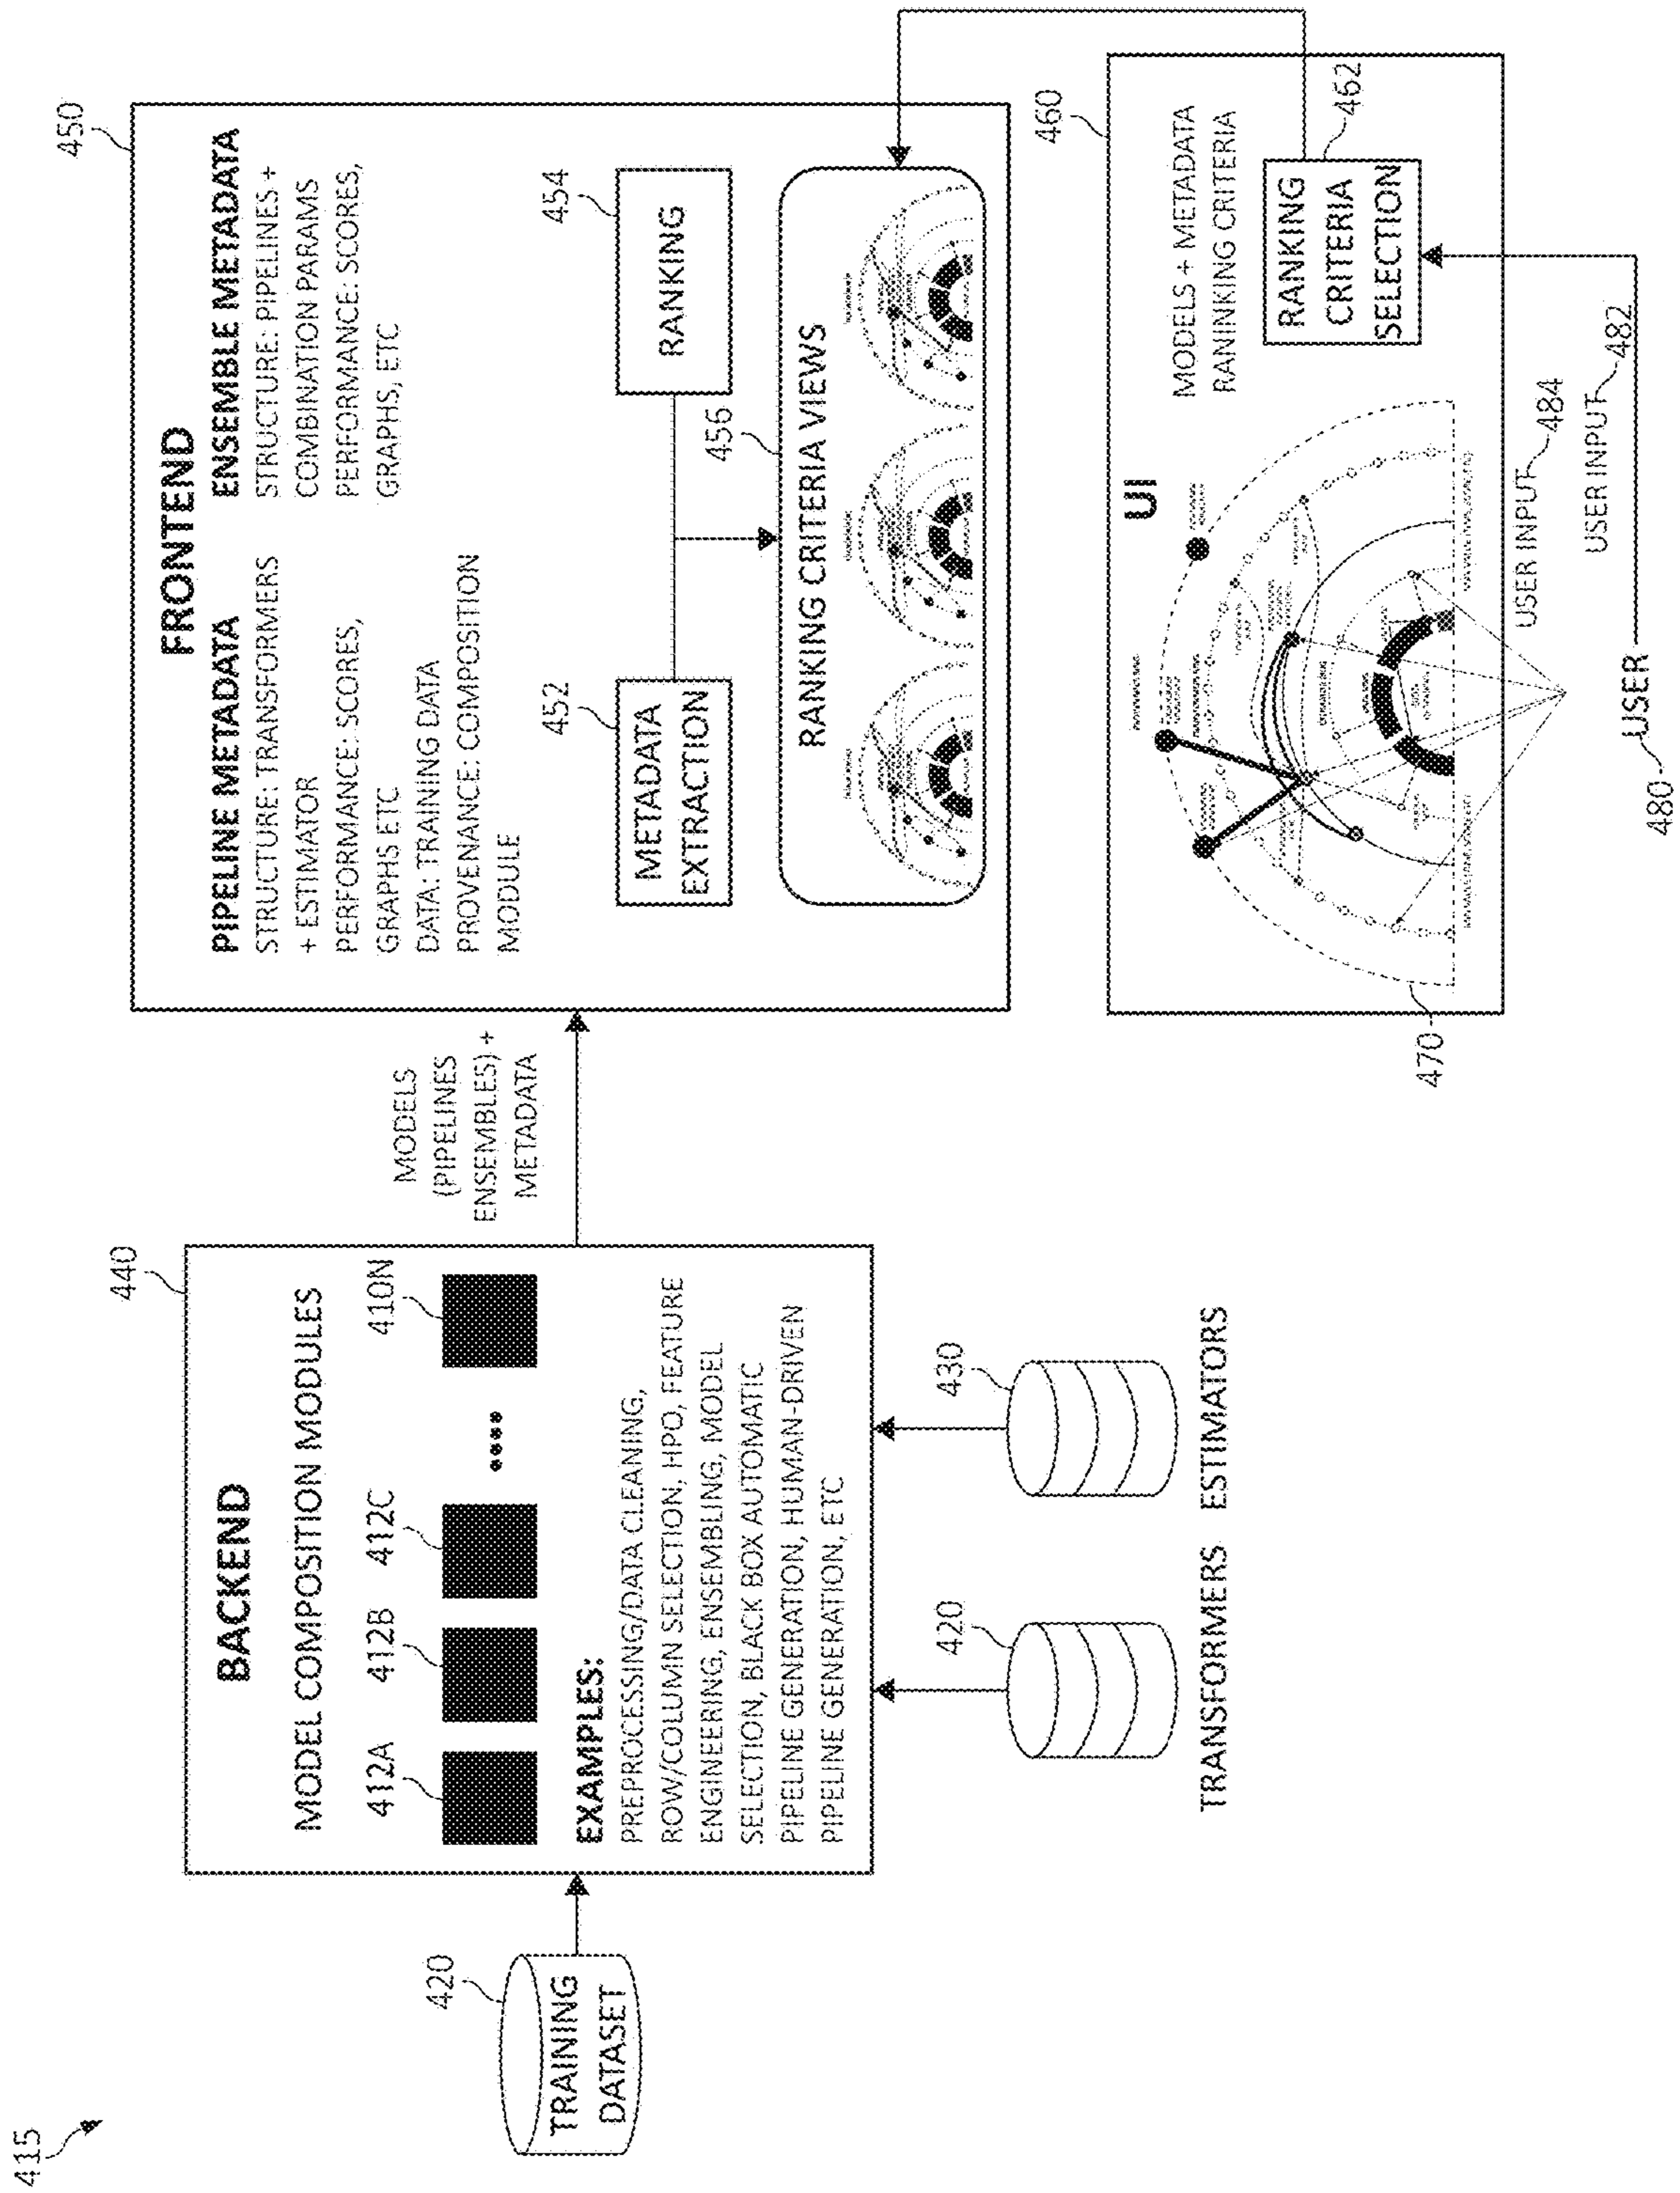 415
420
TRAINING
DATASET
440
BACKEND
MODEL COMPOSITION MODULES
412A
412B
412C
410N
EXAMPLES:
PREPROCESSING/DATA CLEANING,
ROW/COLUMN SELECTION, HPO, FEATURE
ENGINEERING, ENSEMBLING, MODEL
SELECTION, BLACK BOX AUTOMATIC
PIPELINE GENERATION, HUMAN-DRIVEN
PIPELINE GENERATION, ETC
420
TRANSFORMERS
430
ESTIMATORS
MODELS
(PIPELINES
ENSEMBLES) +
METADATA
450
FRONTEND
PIPELINE METADATA
STRUCTURE: TRANSFORMERS
+ ESTIMATOR
PERFORMANCE: SCORES,
GRAPHS ETC
DATA: TRAINING DATA
PROVENANCE: COMPOSITION
MODULE
ENSEMBLE METADATA
STRUCTURE: PIPELINES +
COMBINATION PARAMS
PERFORMANCE: SCORES,
GRAPHS, ETC
452
METADATA
EXTRACTION
454
RANKING
456
RANKING CRITERIA VIEWS
460
UI
MODELS + METADATA
RANINKING CRITERIA
RANKING
CRITERIA
SELECTION
462
470
USER INPUT
484
USER INPUT
482
USER
480